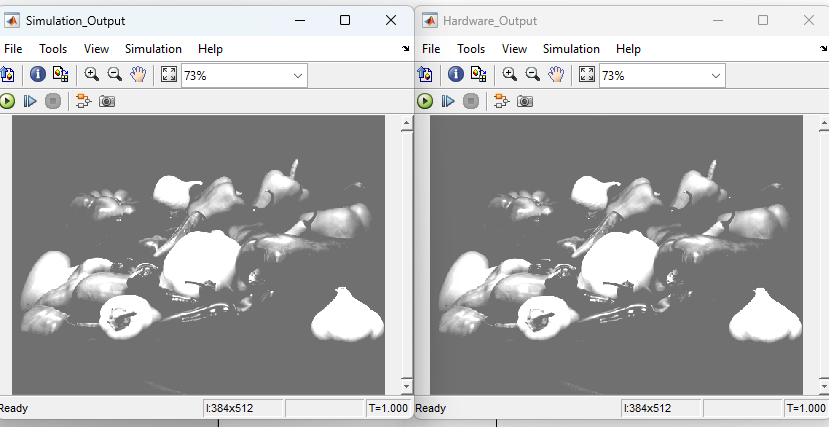 Simulation_Output
File Tools View Simulation Help
73%
Ready I:384x512 T=1.000
Hardware_Output
File Tools View Simulation Help
73%
Ready I:384x512 T=1.000